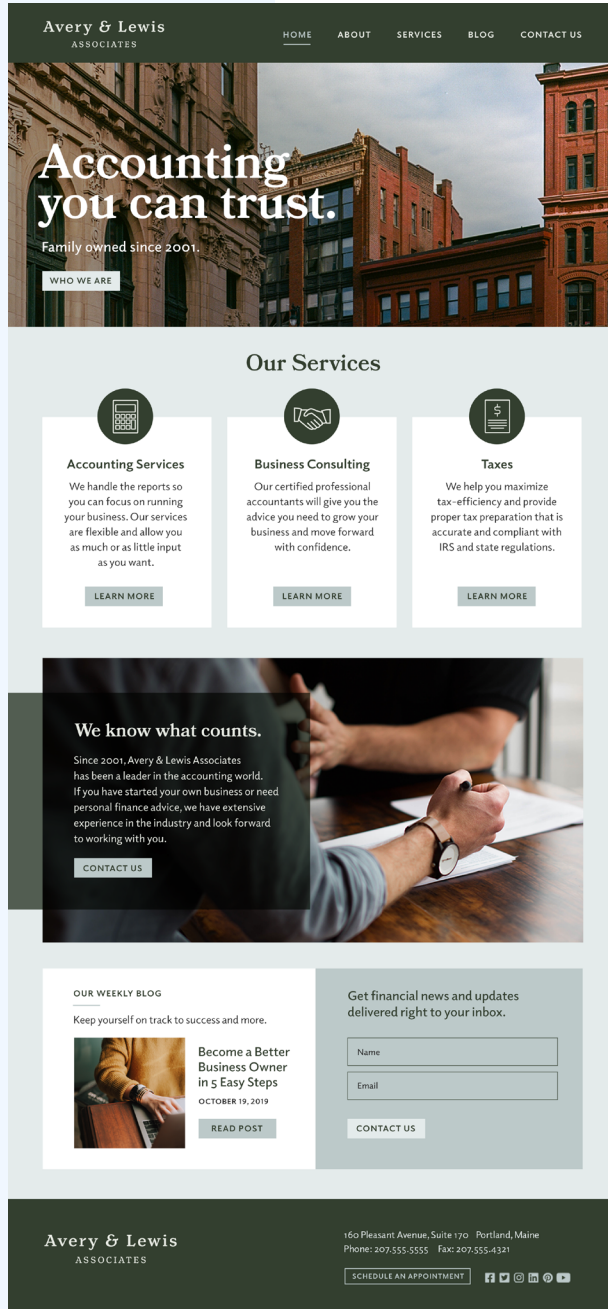 Avery & Lewis
ASSOCIATES
HOME ABOUT SERVICES BLOG CONTACT US
Accounting
you can trust.
Family owned since 2001.
WHO WE ARE
Our Services
Accounting Services
We handle the reports so
you can focus on running
your business. Our services
are flexible and allow you
as much or as little input
as you want.
LEARN MORE
Business Consulting
Our certified professional
accountants will give you the
advice you need to grow your
business and move forward
with confidence.
LEARN MORE
Taxes
$
We help you maximize
tax-efficiency and provide
proper tax preparation that is
accurate and compliant with
IRS and state regulations.
LEARN MORE
We know what counts.
Since 2001, Avery & Lewis Associates
has been a leader in the accounting world.
If you have started your own business or need
personal finance advice, we have extensive
experience in the industry and look forward
to working with you.
CONTACT US
OUR WEEKLY BLOG
Keep yourself on track to success and more.
Become a Better
Business Owner
in 5 Easy Steps
OCTOBER 19, 2019
READ POST
Get financial news and updates
delivered right to your inbox.
Name
Email
CONTACT US
Avery & Lewis
ASSOCIATES
160 Pleasant Avenue, Suite 170 Portland, Maine
Phone: 207.555.5555 Fax: 207.555.4321
SCHEDULE AN APPOINTMENT